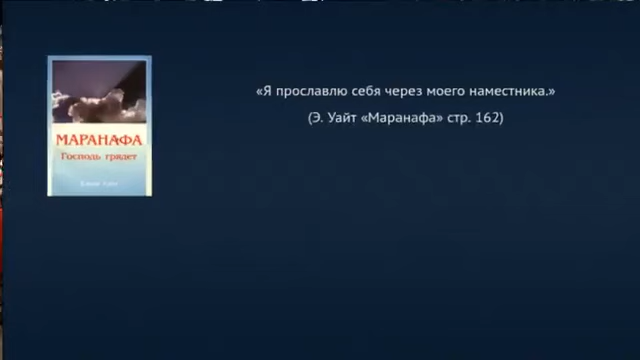 «Я прославлю себя через моего наместника.»
(Э. Уайт «Маранафа» стр. 162)
МАРАНАФА
Господь грядет